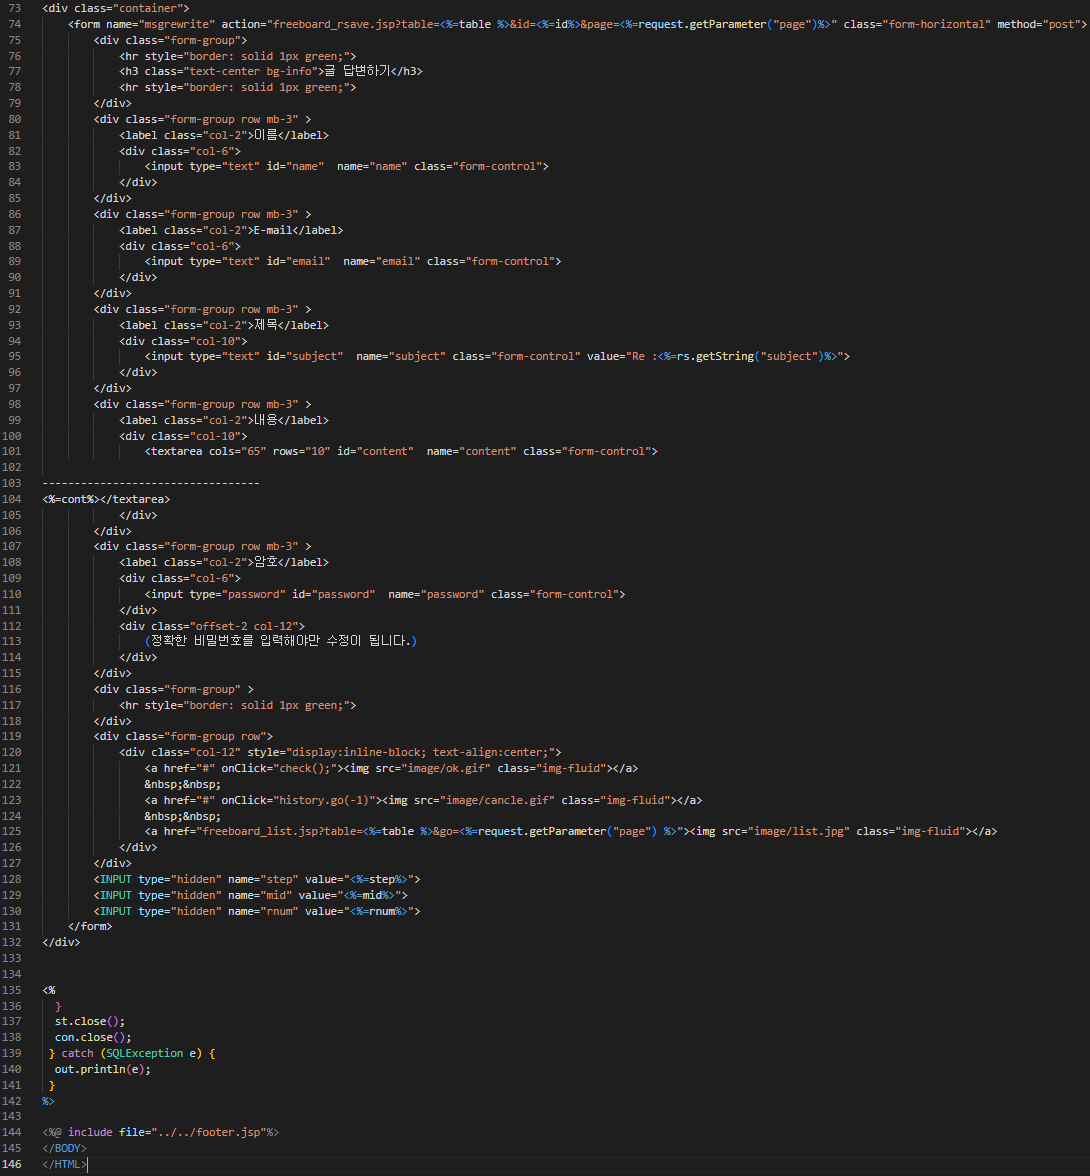 73 <div class="container">
74 <form name="msgrewrite" action="freeboard_rsave.jsp?table=<%=table %>&id=<%=id%>&page=<%=request.getParameter("page")%>" class="form-horizontal" method="post">
75 <div class="form-group">
76 <hr style="border: solid 1px green;">
77 <h3 class="text-center bg-info">글 답변하기</h3>
78 <hr style="border: solid 1px green;">
79 </div>
80 <div class="form-group row mb-3" >
81 <label class="col-2">이름</label>
82 <div class="col-6">
83 <input type="text" id="name"  name="name" class="form-control">
84 </div>
85 </div>
86 <div class="form-group row mb-3" >
87 <label class="col-2">E-mail</label>
88 <div class="col-6">
89 <input type="text" id="email"  name="email" class="form-control">
90 </div>
91 </div>
92 <div class="form-group row mb-3" >
93 <label class="col-2">제목</label>
94 <div class="col-10">
95 <input type="text" id="subject"  name="subject" class="form-control" value="Re :<%=rs.getString("subject")%>">
96 </div>
97 </div>
98 <div class="form-group row mb-3" >
99 <label class="col-2">내용</label>
100 <div class="col-10">
101 <textarea cols="65" rows="10" id="content"  name="content" class="form-control">
102
103 ----------------------------------
104 <%=cont%></textarea>
105 </div>
106 </div>
107 <div class="form-group row mb-3" >
108 <label class="col-2">암호</label>
109 <div class="col-6">
110 <input type="password" id="password"  name="password" class="form-control">
111 </div>
112 <div class="offset-2 col-12">
113 (정확한 비밀번호를 입력해야만 수정이 됩니다.)
114 </div>
115 </div>
116 <div class="form-group" >
117 <hr style="border: solid 1px green;">
118 </div>
119 <div class="form-group row">
120 <div class="col-12" style="display:inline-block; text-align:center;">
121 <a href="#" onClick="check();"><img src="image/ok.gif" class="img-fluid"></a>
122 &nbsp;&nbsp;
123 <a href="#" onClick="history.go(-1)"><img src="image/cancle.gif" class="img-fluid"></a>
124 &nbsp;&nbsp;
125 <a href="freeboard_list.jsp?table=<%=table %>&go=<%=request.getParameter("page") %>"><img src="image/list.jpg" class="img-fluid"></a>
126 </div>
127 </div>
128 <INPUT type="hidden" name="step" value="<%=step%>">
129 <INPUT type="hidden" name="mid" value="<%=mid%>">
130 <INPUT type="hidden" name="rnum" value="<%=rnum%>">
131 </form>
132 </div>
133
134
135 <%
136 }
137 st.close();
138 con.close();
139 } catch (SQLException e) {
140 out.println(e);
141 }
142 %>
143
144 <%@ include file="../../footer.jsp"%>
145 </BODY>
146 </HTML>